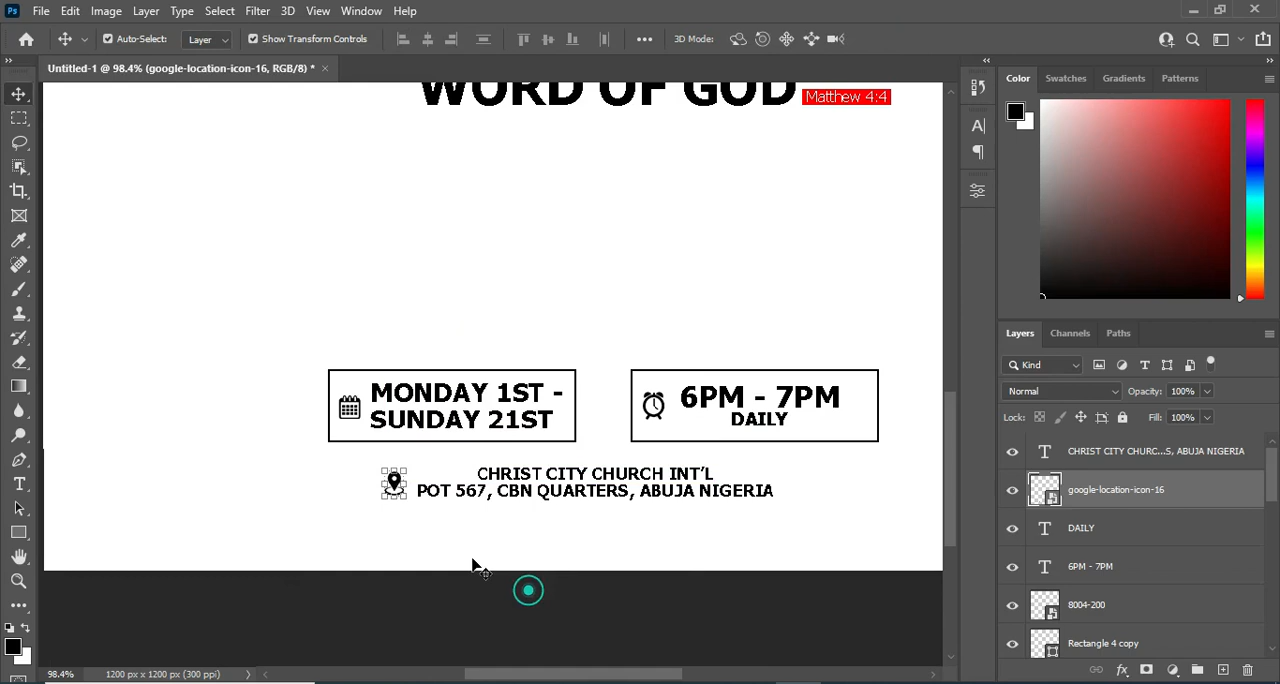 Ps File Edit Image Layer Type Select Filter 3D View Window Help
Auto-Select: Layer Show Transform Controls 3D Mode:
Untitled-1 @ 98.4% (google-location-icon-16, RGB/8) *
Color Swatches Gradients Patterns
WORD OF GOD
Matthew 4:4
MONDAY 1ST -
SUNDAY 21ST
6PM - 7PM
DAILY
CHRIST CITY CHURCH INT'L
POT 567, CBN QUARTERS, ABUJA NIGERIA
Layers Channels Paths
Kind
Normal Opacity: 100%
Lock: Fill: 100%
T CHRIST CITY CHURC...S, ABUJA NIGERIA
google-location-icon-16
T DAILY
T 6PM - 7PM
8004-200
Rectangle 4 copy
fx
98.4% 1200 px x 1200 px (300 ppi)